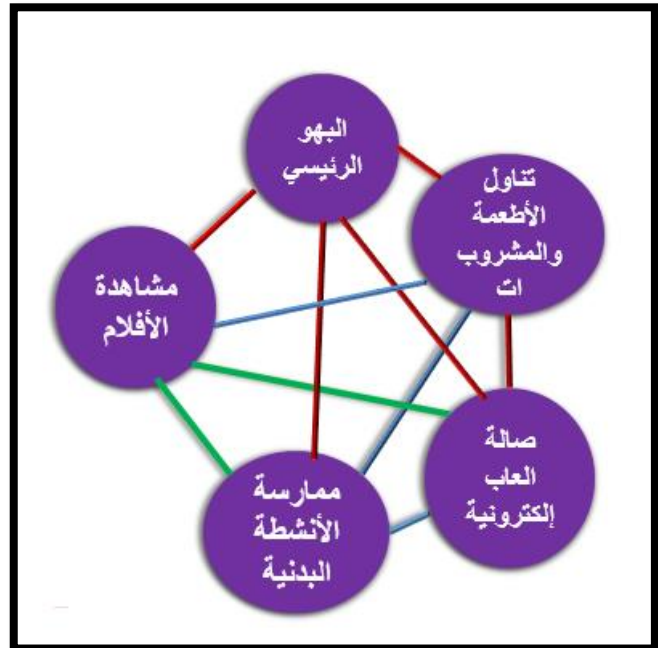 البهو
الرئيسي
تناول
الأطعمة
والمشروب
ات
مشاهدة
الأفلام
صالة
العاب
إلكترونية
ممارسة
الأنشطة
البدنية